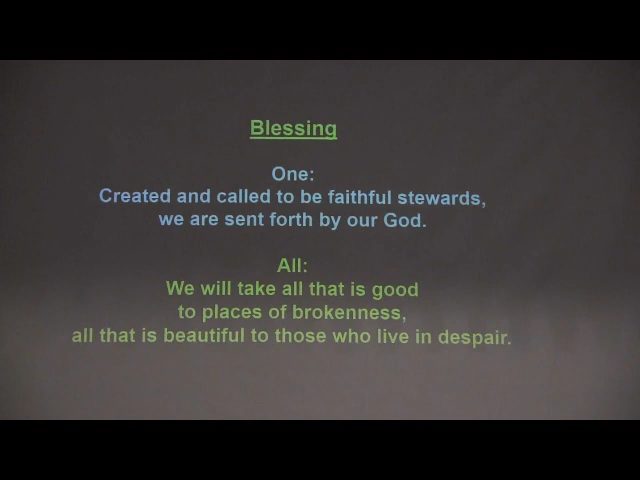 Blessing
One:
Created and called to be faithful stewards,
we are sent forth by our God.
All:
We will take all that is good
to places of brokenness,
all that is beautiful to those who live in despair.